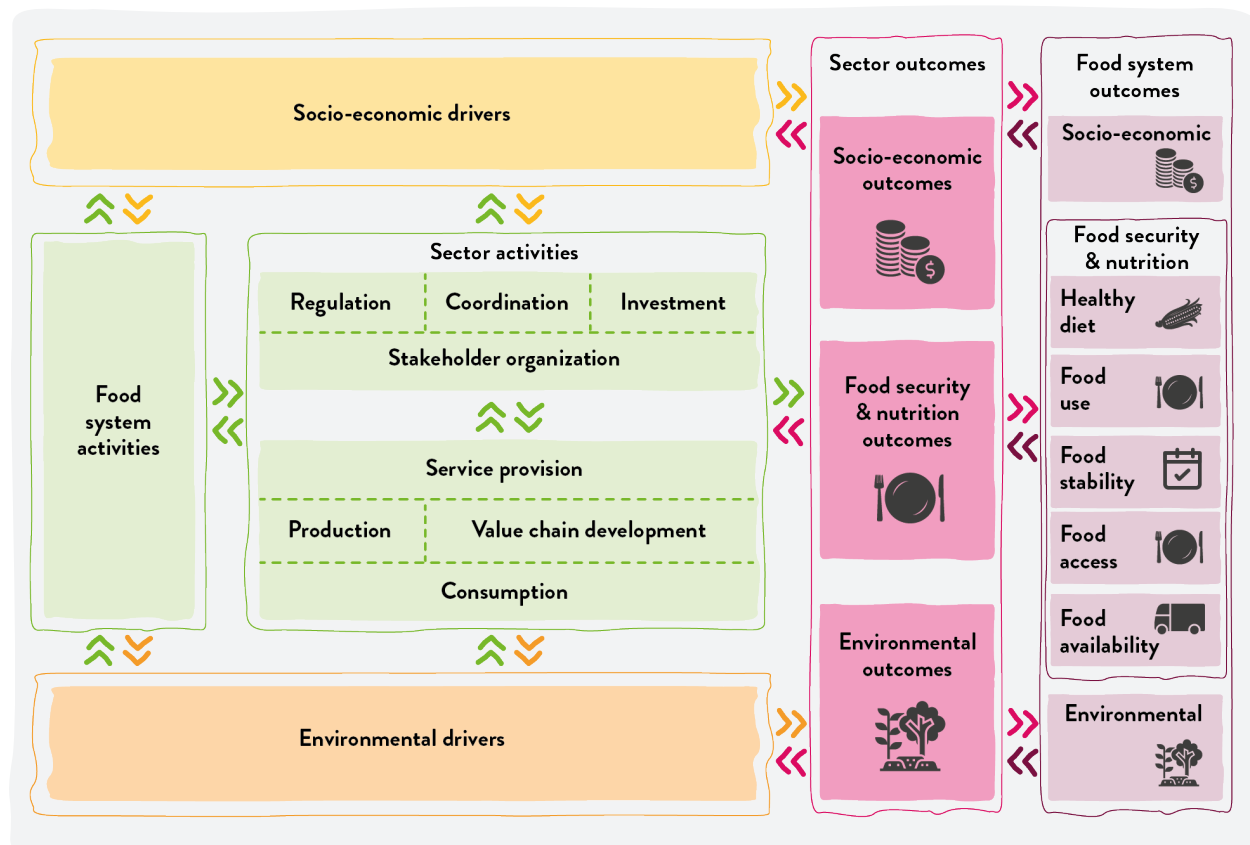 Socio-economic drivers
Food
system
activities
Sector activities
Regulation
Coordination
Investment
Stakeholder organization
Service provision
Production
Value chain development
Consumption
Environmental drivers
Sector outcomes
Socio-economic
outcomes
$
Food security
& nutrition
outcomes
Environmental
outcomes
Food system
outcomes
Socio-economic
$
Food security
& nutrition
Healthy
diet
Food
use
Food
stability
Food
access
Food
availability
Environmental